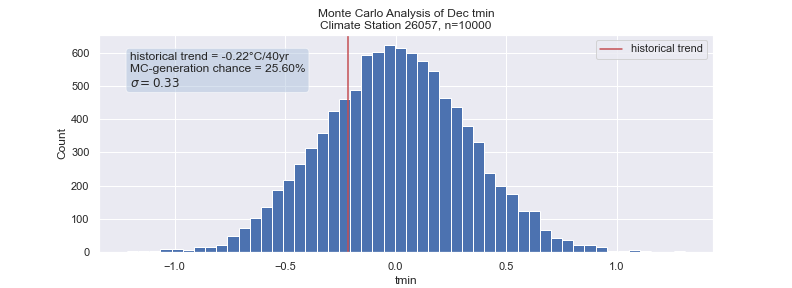 Monte Carlo Analysis of Dec tmin
Climate Station 26057, n=10000
historical trend = -0.22°C/40yr
MC-generation chance = 25.60%
σ = 0.33
historical trend
600
500
400
300
200
100
0
Count
−1.0
−0.5
0.0
0.5
1.0
tmin